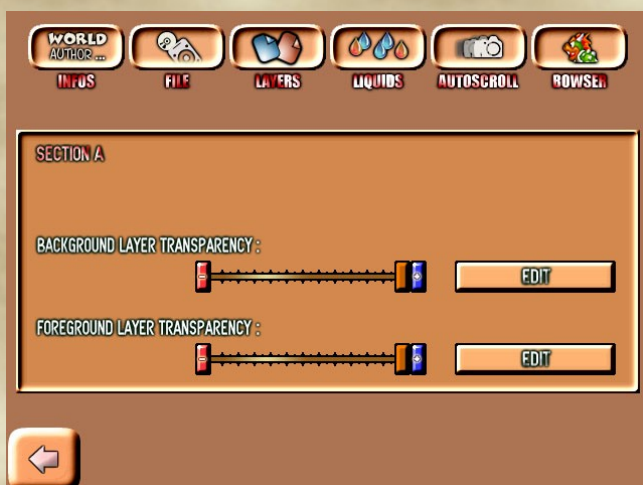 WORLD
AUTHOR ...
INFOS
FILE
LAYERS
LIQUIDS
AUTOSCROLL
BOWSER
SECTION A
BACKGROUND LAYER TRANSPARENCY :
EDIT
FOREGROUND LAYER TRANSPARENCY :
EDIT